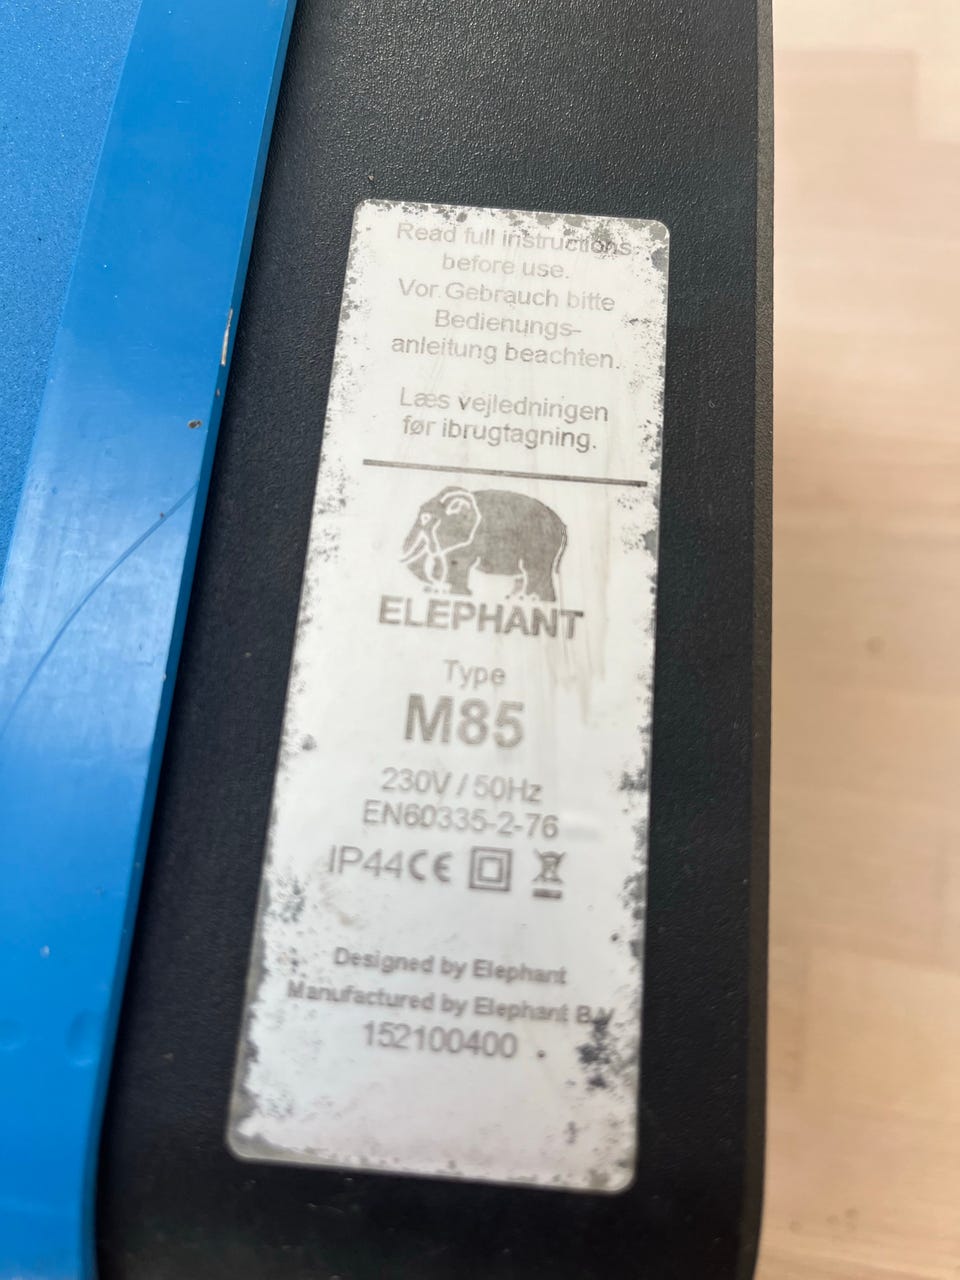 Read full instructions
before use.
Vor Gebrauch bitte
Bedienungs-
anleitung beachten.
Læs vejledningen
før ibrugtagning.
ELEPHANT
Type
M85
230V / 50Hz
EN60335-2-76
IP44 CE
Designed by Elephant
Manufactured by Elephant B.V.
152100400